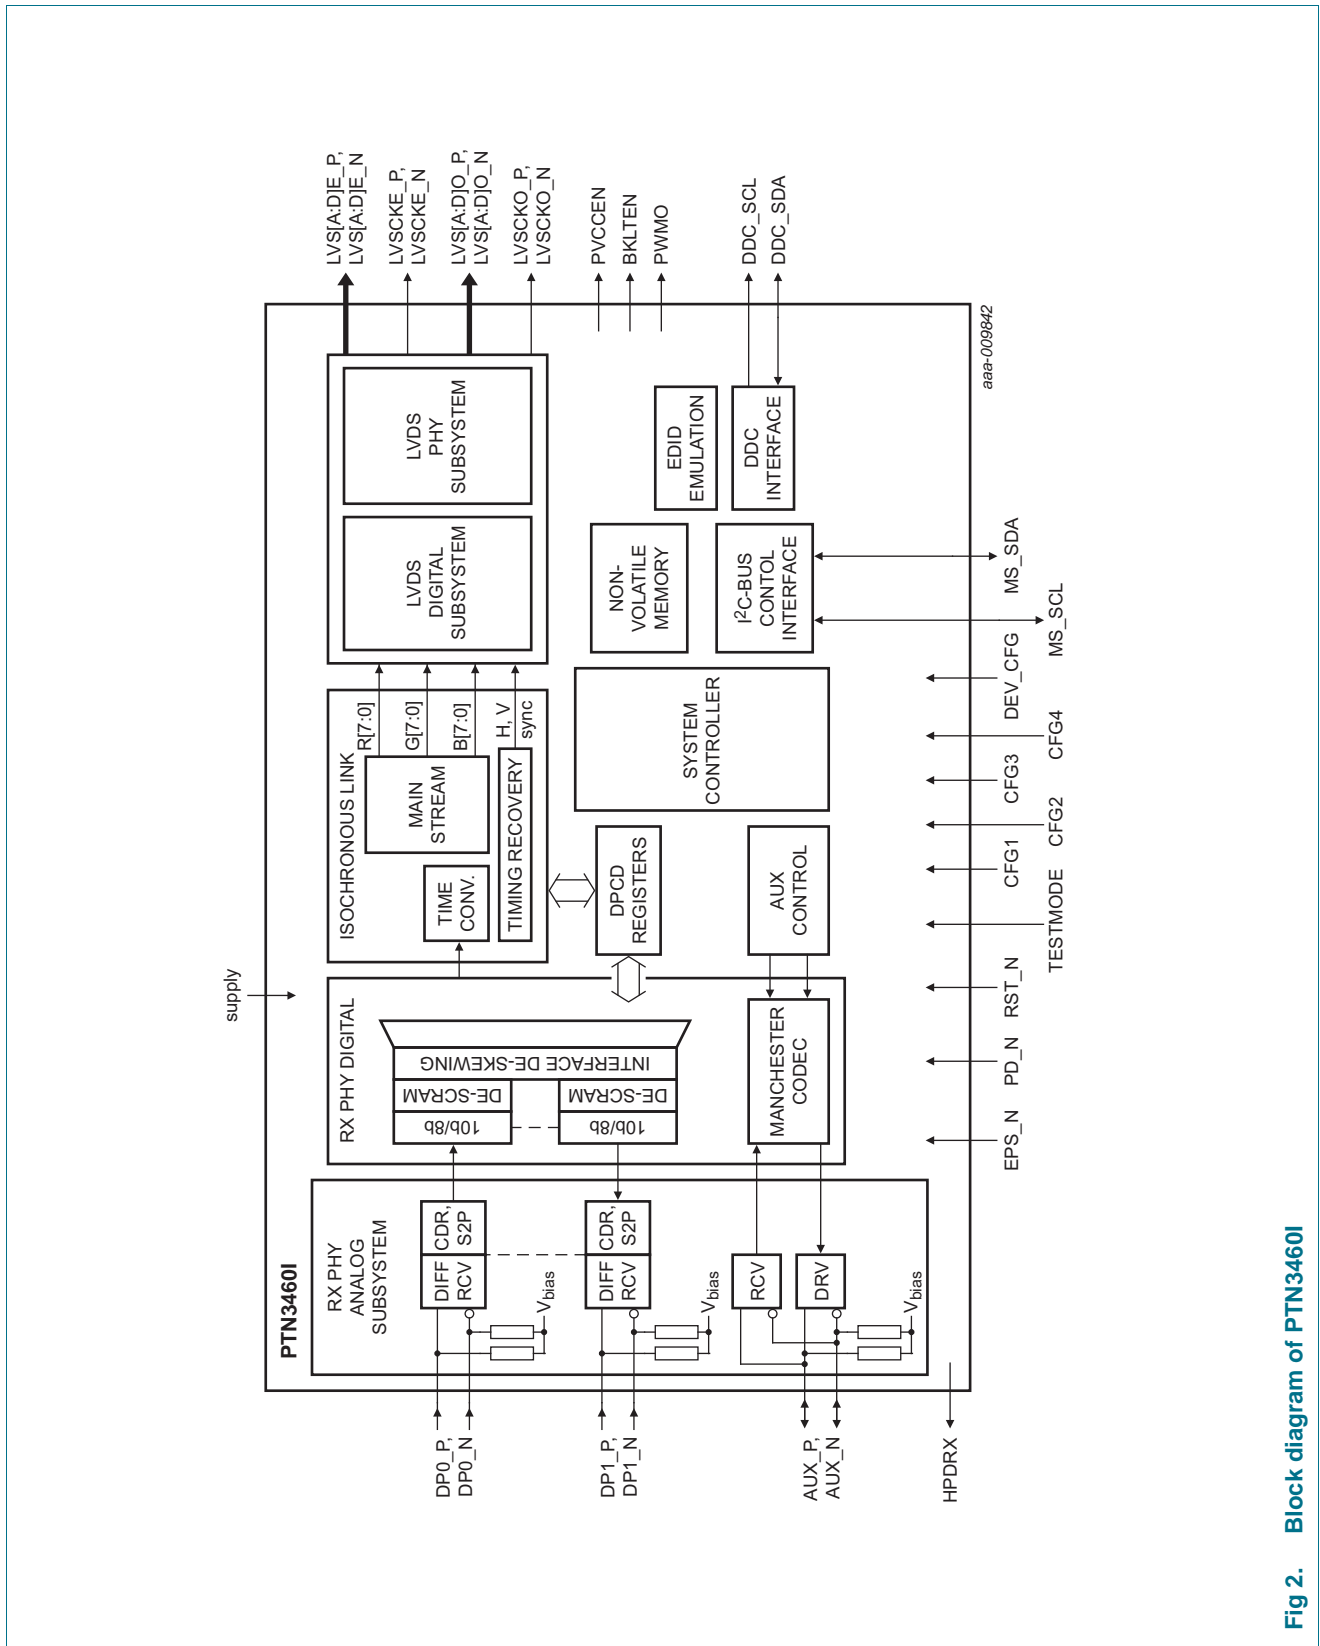 PTN3460I
supply
RX PHY
ANALOG
SUBSYSTEM
DP0_P,
DP0_N
DIFF
RCV
CDR,
S2P
Vbias
DP1_P,
DP1_N
DIFF
RCV
CDR,
S2P
Vbias
AUX_P,
AUX_N
RCV
DRV
Vbias
HPDRX
RX PHY DIGITAL
10b/8b
DE-SCRAM
10b/8b
DE-SCRAM
INTERFACE DE-SKEWING
MANCHESTER
CODEC
ISOCHRONOUS LINK
TIME
CONV.
MAIN
STREAM
TIMING RECOVERY
R[7:0]
G[7:0]
B[7:0]
H, V
sync
DPCD
REGISTERS
AUX
CONTROL
SYSTEM
CONTROLLER
LVDS
DIGITAL
SUBSYSTEM
LVDS
PHY
SUBSYSTEM
NON-
VOLATILE
MEMORY
I2C-BUS
CONTOL
INTERFACE
EDID
EMULATION
DDC
INTERFACE
LVS[A:D]E_P,
LVS[A:D]E_N
LVSCKE_P,
LVSCKE_N
LVS[A:D]O_P,
LVS[A:D]O_N
LVSCKO_P,
LVSCKO_N
PVCCEN
BKLTEN
PWMO
DDC_SCL
DDC_SDA
EPS_N
PD_N
RST_N
TESTMODE
CFG1
CFG2
CFG3
CFG4
DEV_CFG
MS_SCL
MS_SDA
aaa-009842
Fig 2. Block diagram of PTN3460I